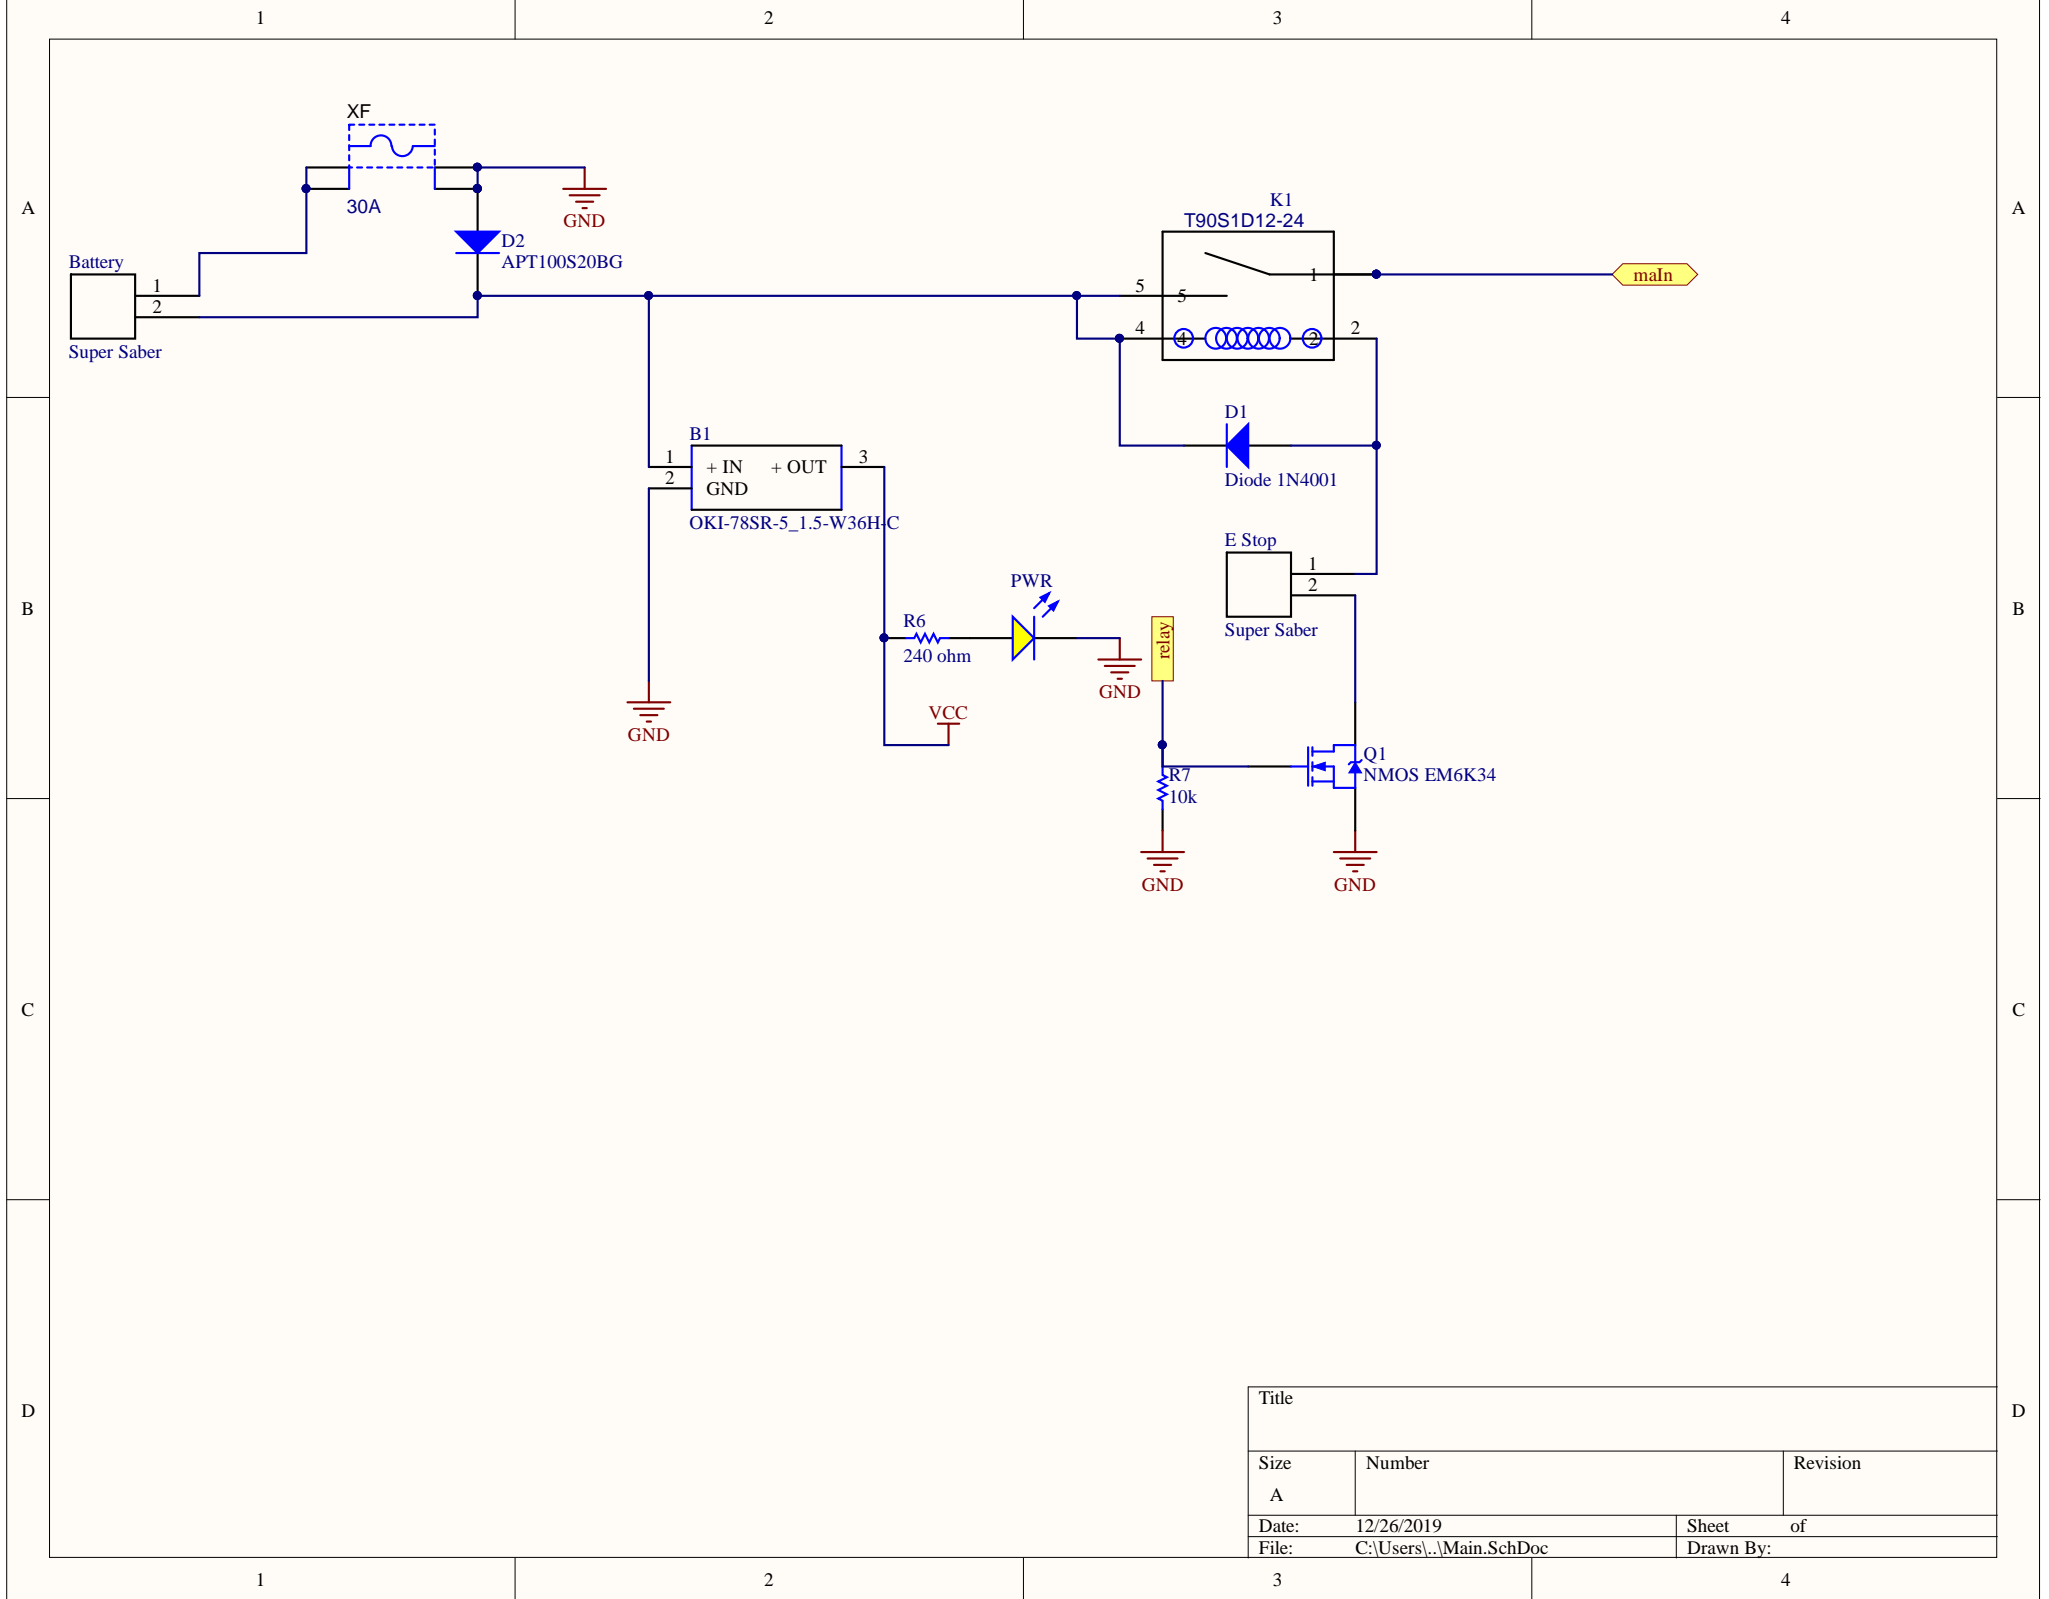 1 2 3 4
A A
B B
C C
D D
XF
30A
GND
D2
APT100S20BG
Battery
1
2
Super Saber
K1
T90S1D12-24
5
5
1
4
4
2
2
maIn
D1
Diode 1N4001
B1
1
2
+ IN + OUT
GND
3
OKI-78SR-5_1.5-W36H-C
E Stop
1
2
Super Saber
PWR
R6
240 ohm
GND
relay
GND
VCC
R7
10k
GND
Q1
NMOS EM6K34
GND
Title
Size Number Revision
A
Date: 12/26/2019 Sheet of
File: C:\Users\..\Main.SchDoc Drawn By:
1 2 3 4